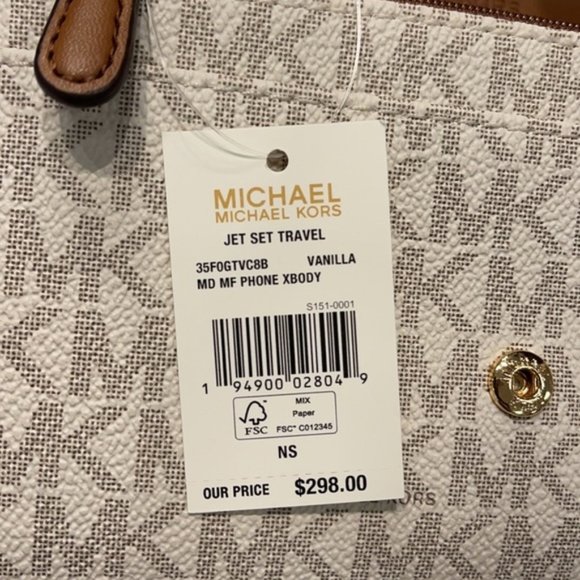 MICHAEL
MICHAEL KORS
JET SET TRAVEL
35F0GTVC8B VANILLA
MD MF PHONE XBODY
S151-0001
1 94900 02804 9
FSC
MIX
Paper
FSC® C012345
NS
OUR PRICE $298.00
ORS